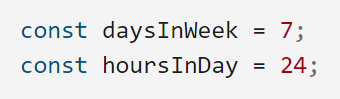 const daysInWeek = 7;
const hoursInDay = 24;